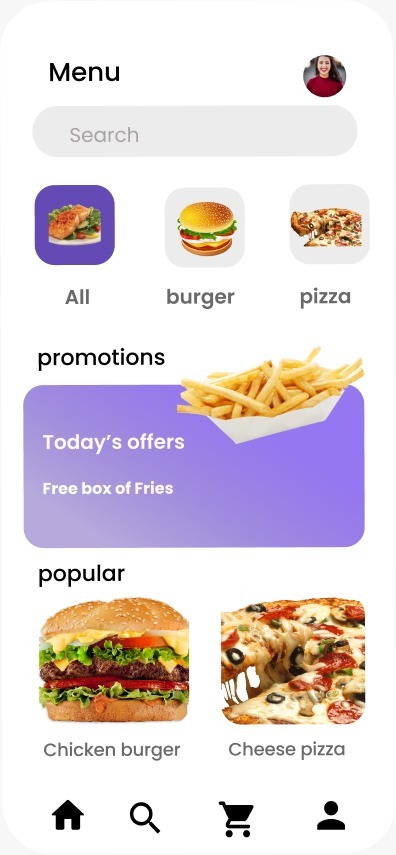 Menu
Search
All
burger
pizza
promotions
Today’s offers
Free box of Fries
popular
Chicken burger
Cheese pizza